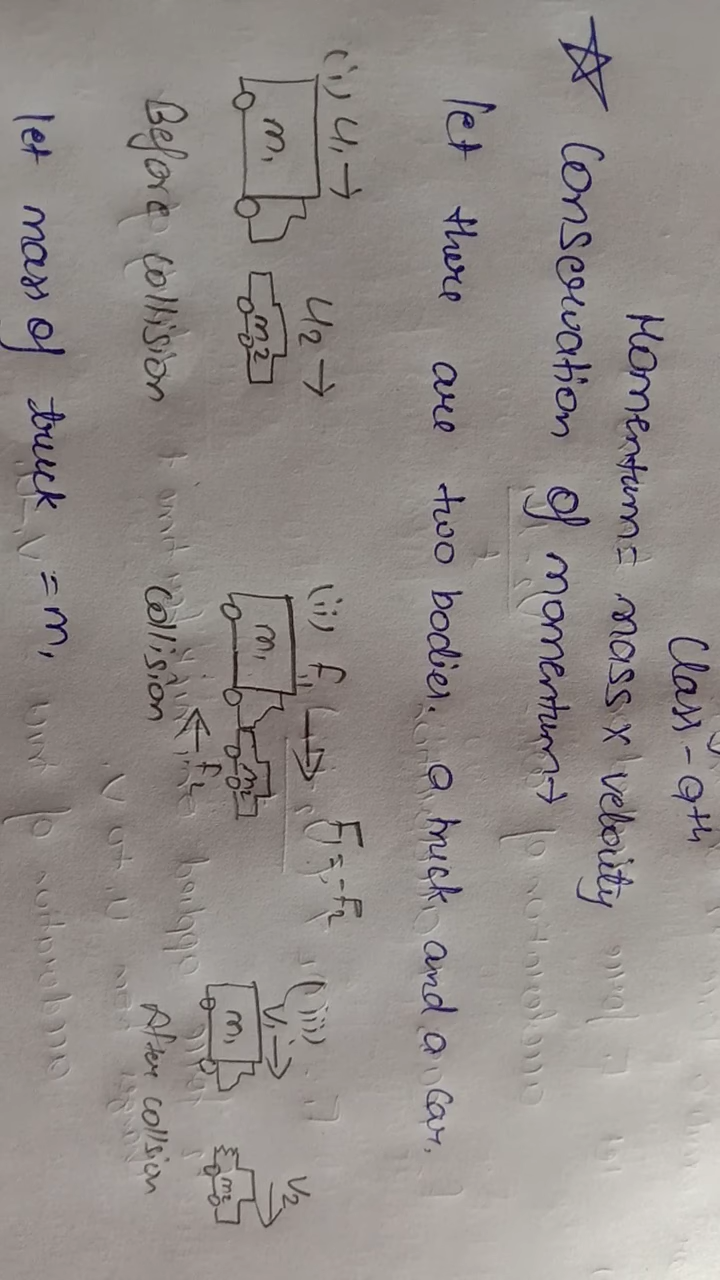 Class - 9th
Momentum = mass x velocity
☆ Conservation of momentum →
let there are two bodies. a truck and a car.
(i) u₁ → u₂ → (ii) f₁ → F₁ = -F₂ (iii) V₁ → V₂ →
m₁ m₂ m₁ m₂ m₁ m₂
← f₂
Before collision collision After collision
let mass of truck = m₁